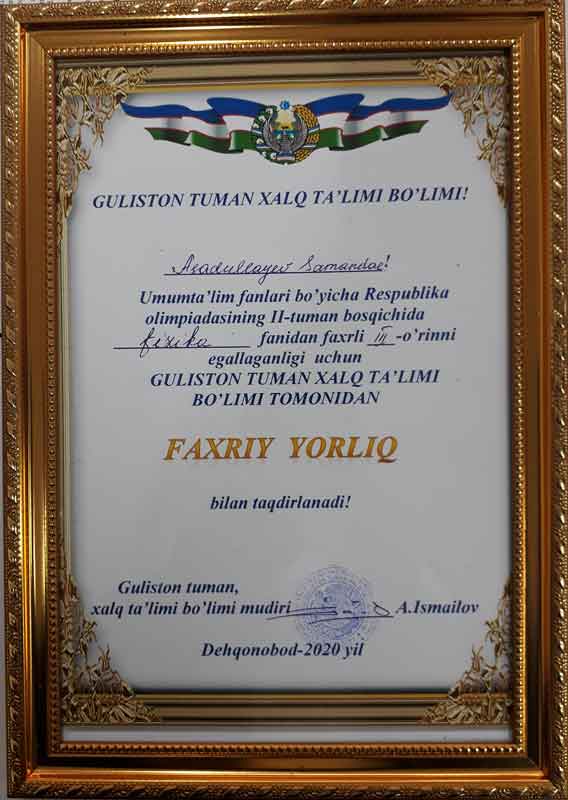 GULISTON TUMAN XALQ TA’LIMI BO’LIMI!
Asadullayev Samandar!
Umumta’lim fanlari bo’yicha Respublika
olimpiadasining II-tuman bosqichida
fizika fanidan faxrli III-o’rinni
egallaganligi uchun
GULISTON TUMAN XALQ TA’LIMI
BO’LIMI TOMONIDAN
FAXRIY YORLIQ
bilan taqdirlanadi!
Guliston tuman,
xalq ta’limi bo’limi mudiri A.Ismailov
Dehqonobod-2020 yil